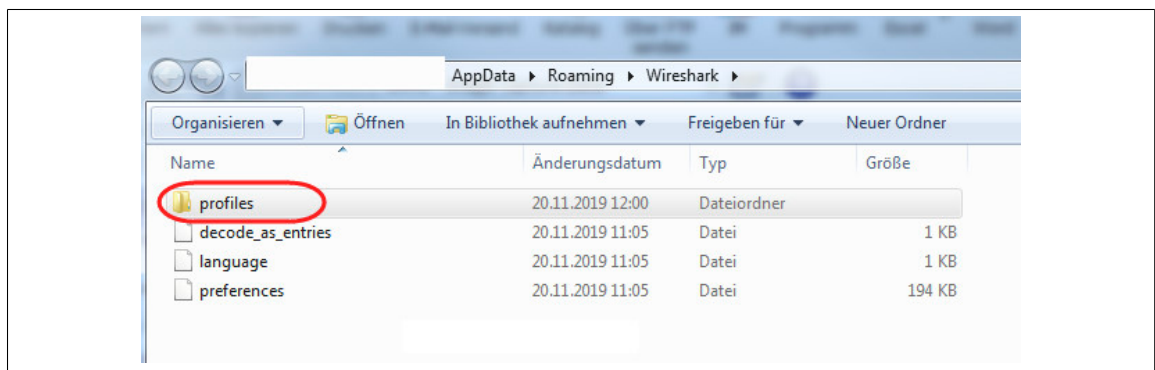 AppData ▸ Roaming ▸ Wireshark ▸
Organisieren ▾ Öffnen In Bibliothek aufnehmen ▾ Freigeben für ▾ Neuer Ordner
Name Änderungsdatum Typ Größe
profiles 20.11.2019 12:00 Dateiordner
decode_as_entries 20.11.2019 11:05 Datei 1 KB
language 20.11.2019 11:05 Datei 1 KB
preferences 20.11.2019 11:05 Datei 194 KB